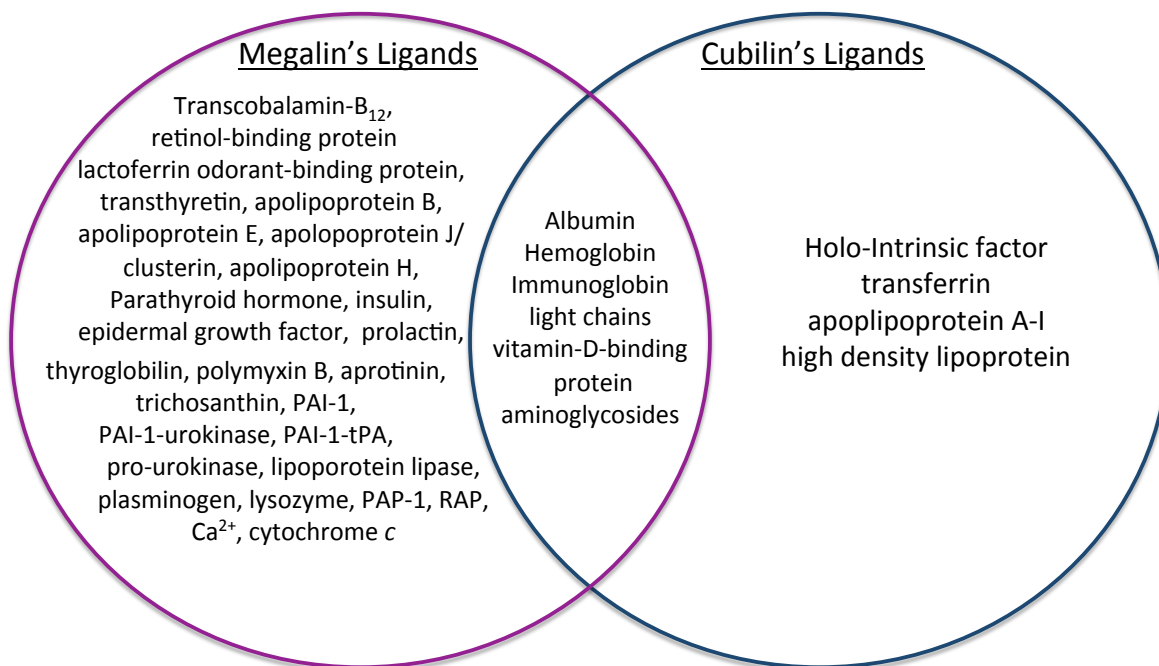 Megalin's Ligands
Transcobalamin-B₁₂,
retinol-binding protein
lactoferrin odorant-binding protein,
transthyretin, apolipoprotein B,
apolipoprotein E, apolopoprotein J/
clusterin, apolipoprotein H,
Parathyroid hormone, insulin,
epidermal growth factor, prolactin,
thyroglobilin, polymyxin B, aprotinin,
trichosanthin, PAI-1,
PAI-1-urokinase, PAI-1-tPA,
pro-urokinase, lipoporotein lipase,
plasminogen, lysozyme, PAP-1, RAP,
Ca²⁺, cytochrome c
Albumin
Hemoglobin
Immunoglobin
light chains
vitamin-D-binding
protein
aminoglycosides
Cubilin's Ligands
Holo-Intrinsic factor
transferrin
apoplipoprotein A-I
high density lipoprotein